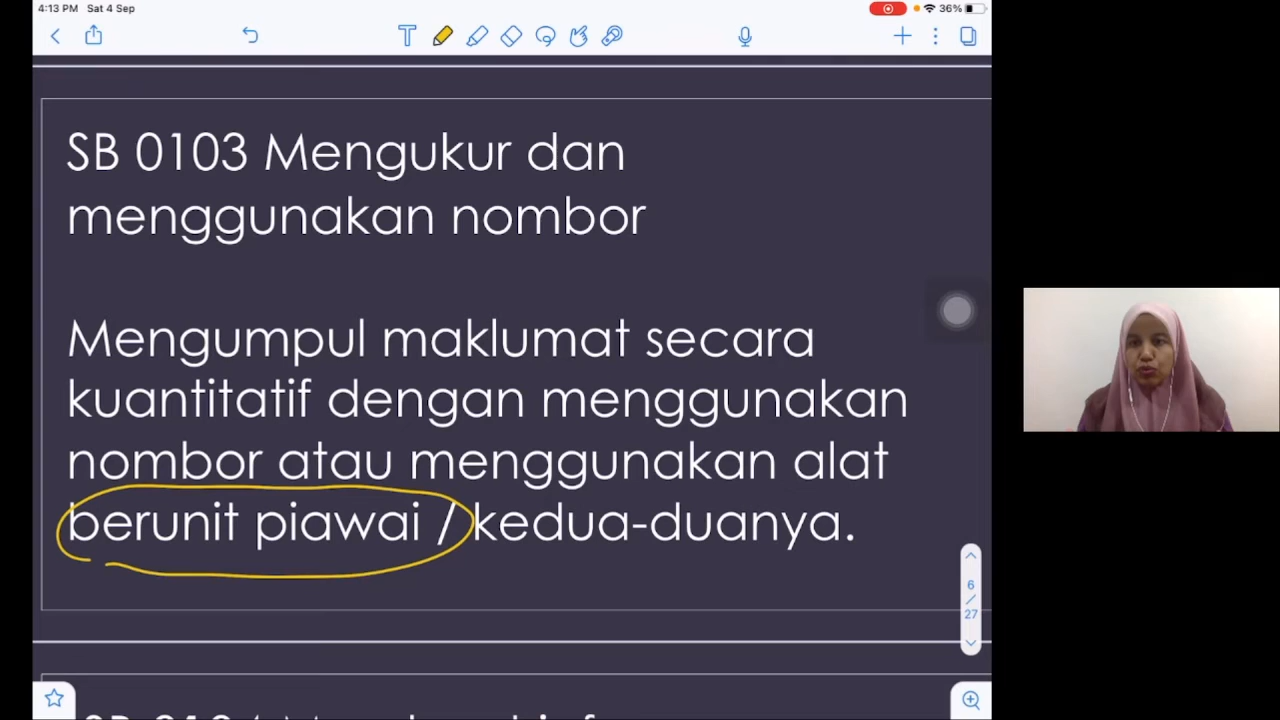 4:13 PM Sat 4 Sep
36%
T
SB 0103 Mengukur dan
menggunakan nombor
Mengumpul maklumat secara
kuantitatif dengan menggunakan
nombor atau menggunakan alat
berunit piawai / kedua-duanya.
6
/
27